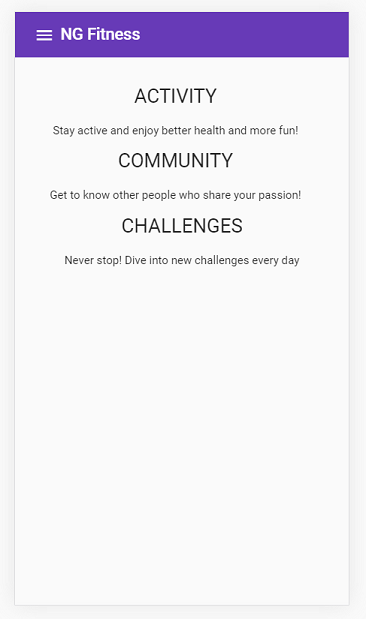 NG Fitness
ACTIVITY
Stay active and enjoy better health and more fun!
COMMUNITY
Get to know other people who share your passion!
CHALLENGES
Never stop! Dive into new challenges every day